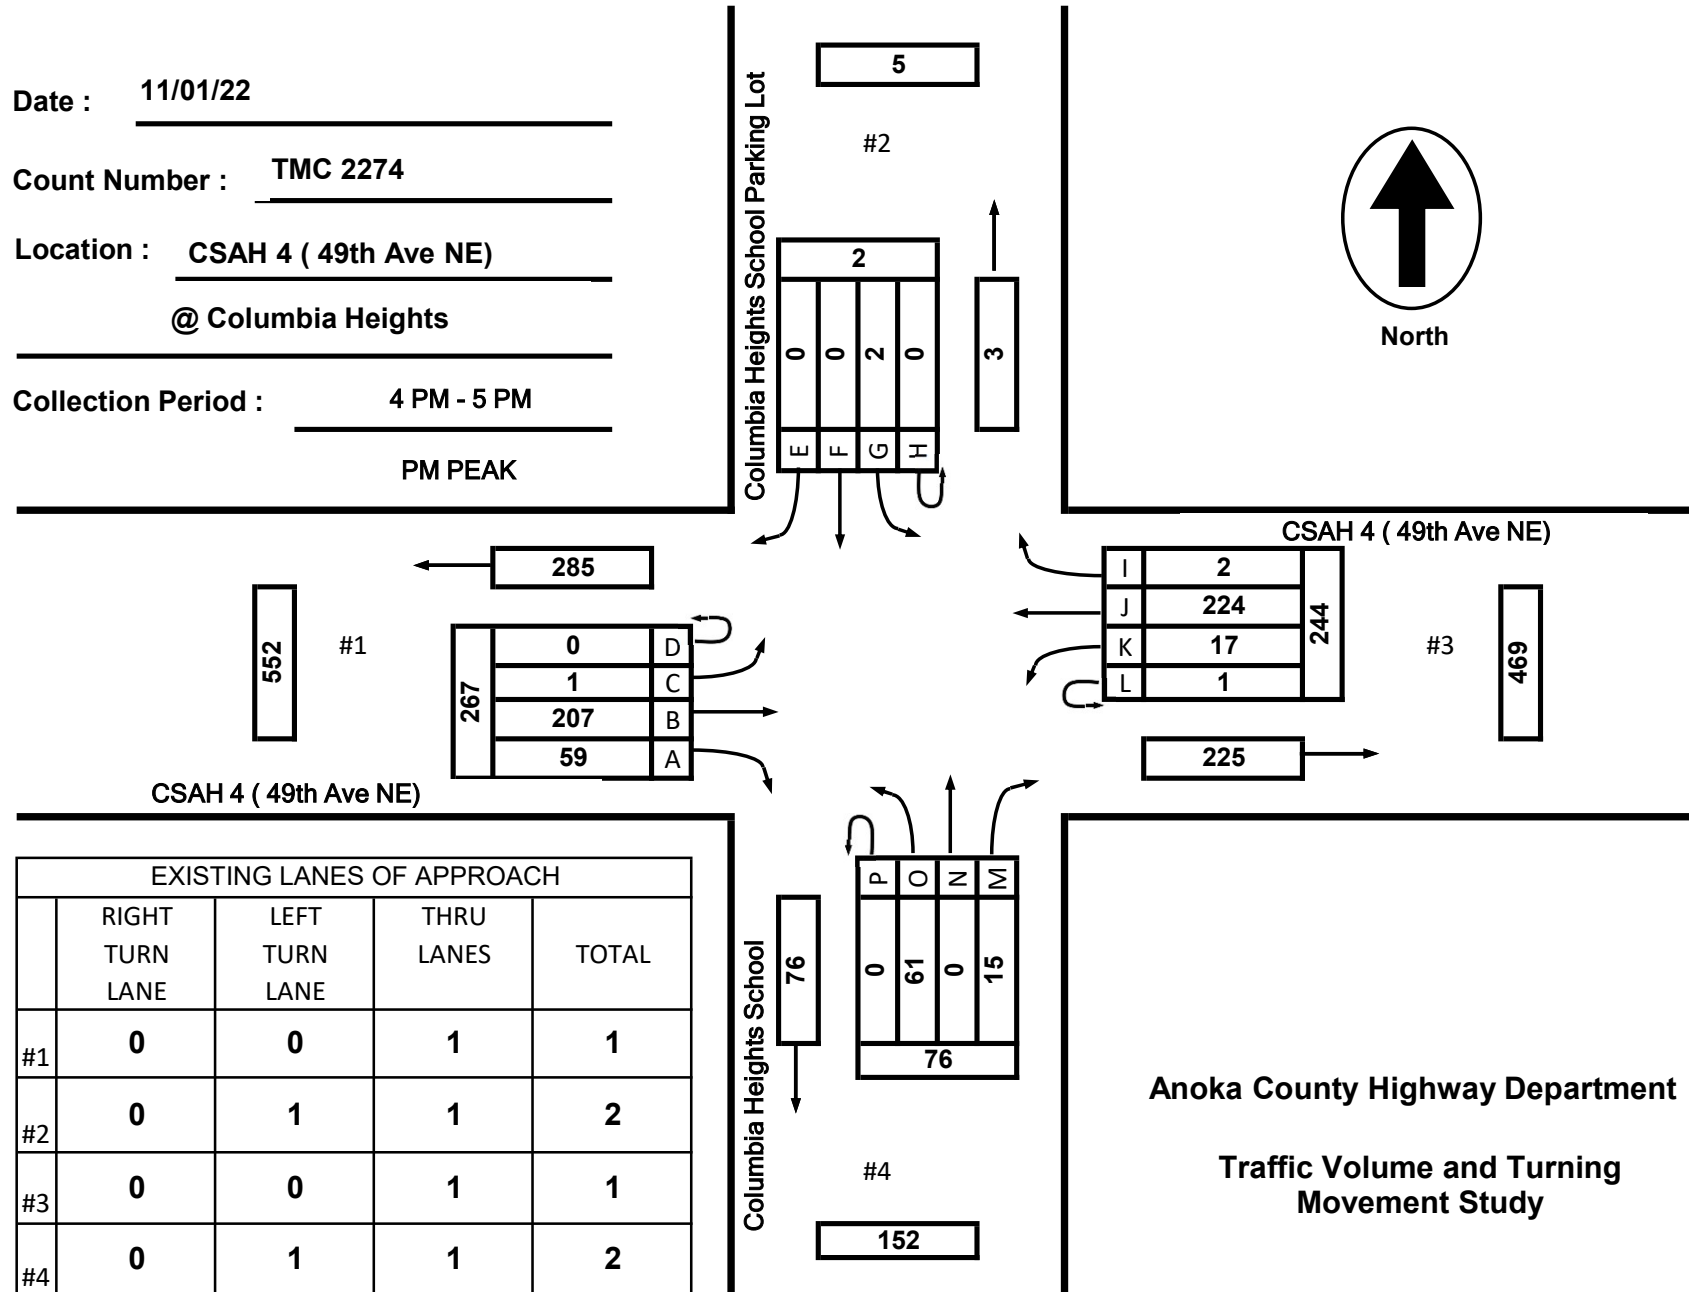 Date : 11/01/22
Count Number : TMC 2274
Location : CSAH 4 ( 49th Ave NE)
@ Columbia Heights
Collection Period : 4 PM - 5 PM
PM PEAK
Columbia Heights School Parking Lot
5
#2
2
0 0 2 0
E F G H
3
North
CSAH 4 ( 49th Ave NE)
285
552
#1
267
0 D
1 C
207 B
59 A
CSAH 4 ( 49th Ave NE)
I 2
J 224
K 17
L 1
244
#3
469
225
P O N M
0 61 0 15
76
76
Columbia Heights School
#4
152
EXISTING LANES OF APPROACH
RIGHT LEFT THRU
TURN TURN LANES TOTAL
LANE LANE
#1 0 0 1 1
#2 0 1 1 2
#3 0 0 1 1
#4 0 1 1 2
Anoka County Highway Department
Traffic Volume and Turning
Movement Study